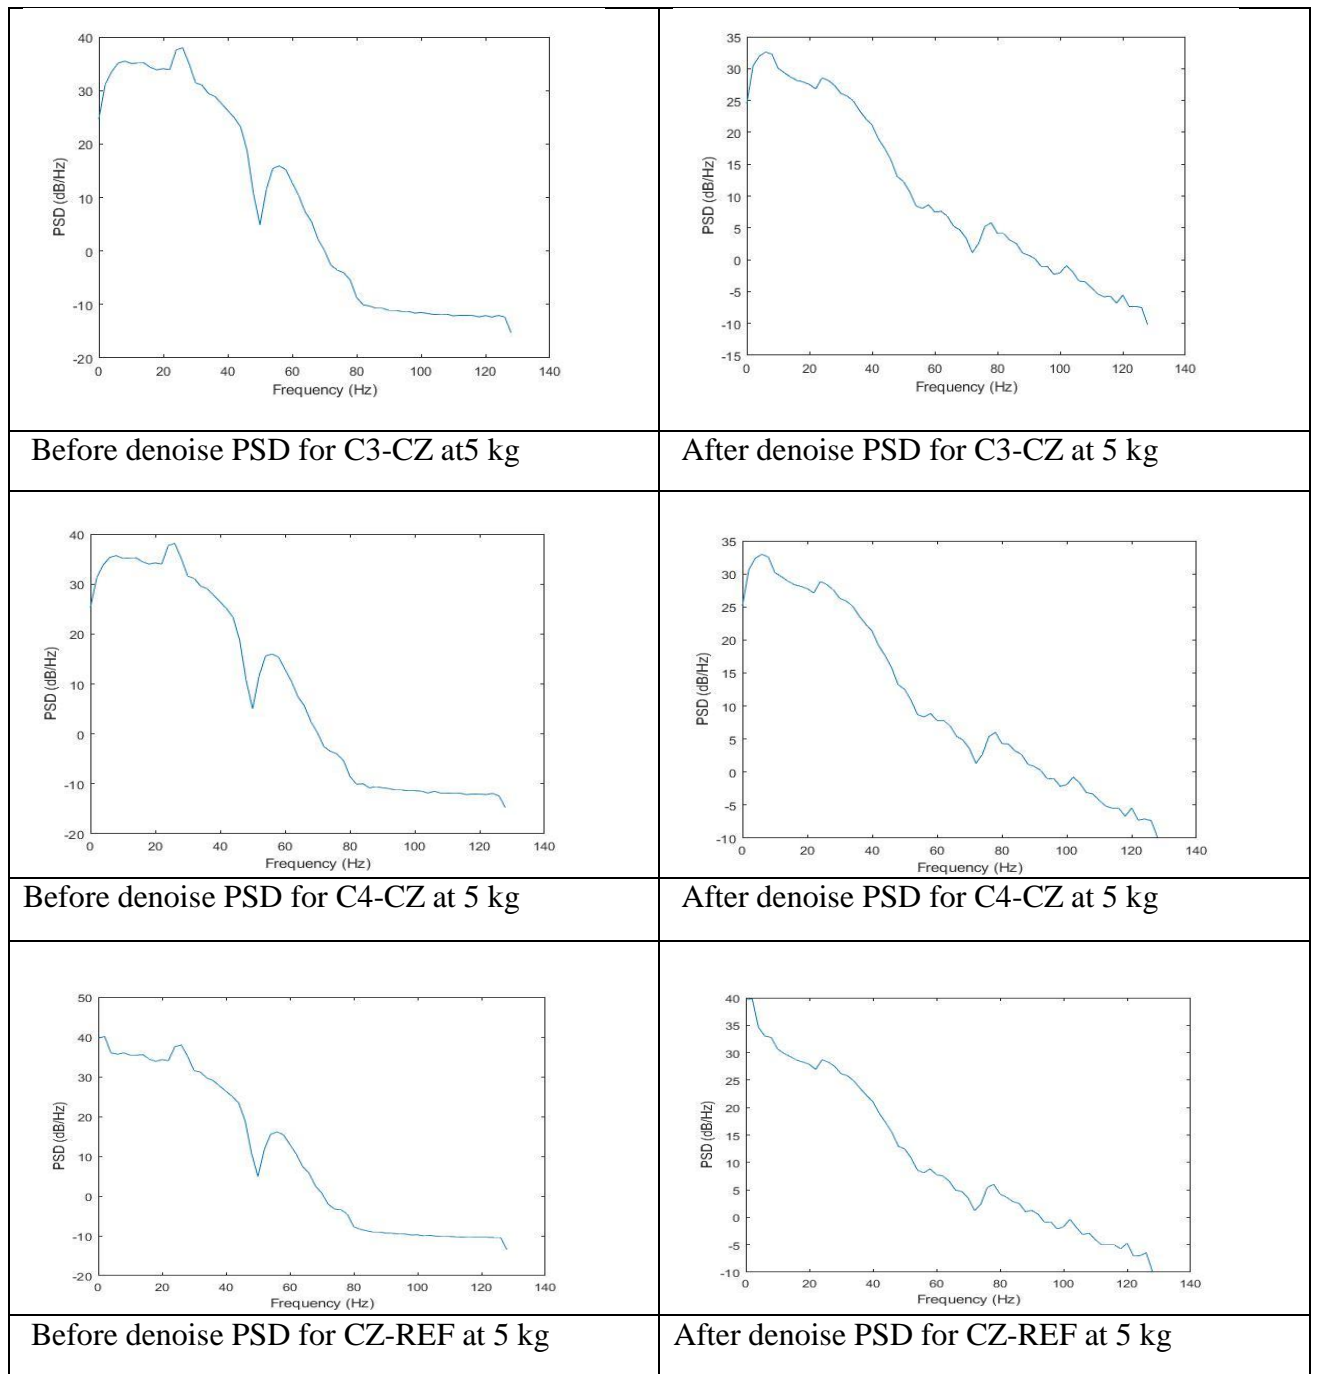 40
30
20
10
0
-10
-20
PSD (dB/Hz)
0 20 40 60 80 100 120 140
Frequency (Hz)
35
30
25
20
15
10
5
0
-5
-10
-15
PSD (dB/Hz)
0 20 40 60 80 100 120 140
Frequency (Hz)
Before denoise PSD for C3-CZ at5 kg
After denoise PSD for C3-CZ at 5 kg
40
30
20
10
0
-10
-20
PSD (dB/Hz)
0 20 40 60 80 100 120 140
Frequency (Hz)
35
30
25
20
15
10
5
0
-5
-10
PSD (dB/Hz)
0 20 40 60 80 100 120 140
Frequency (Hz)
Before denoise PSD for C4-CZ at 5 kg
After denoise PSD for C4-CZ at 5 kg
50
40
30
20
10
0
-10
-20
PSD (dB/Hz)
0 20 40 60 80 100 120 140
Frequency (Hz)
40
35
30
25
20
15
10
5
0
-5
-10
PSD (dB/Hz)
0 20 40 60 80 100 120 140
Frequency (Hz)
Before denoise PSD for CZ-REF at 5 kg
After denoise PSD for CZ-REF at 5 kg